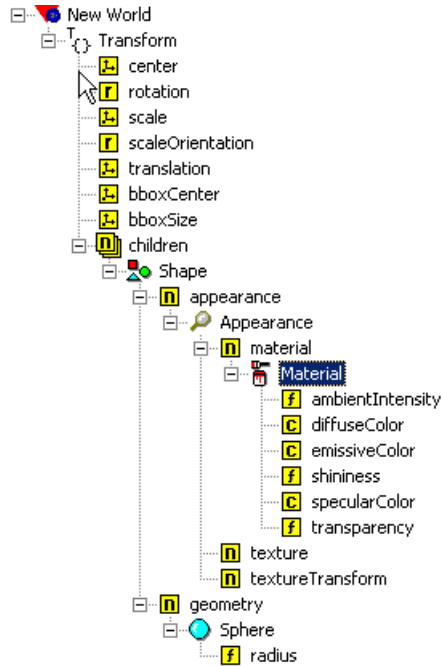 New World
T
{} Transform
center
r rotation
scale
r scaleOrientation
translation
bboxCenter
bboxSize
n children
Shape
n appearance
Appearance
n material
Material
f ambientIntensity
C diffuseColor
C emissiveColor
f shininess
C specularColor
f transparency
n texture
n textureTransform
n geometry
Sphere
f radius